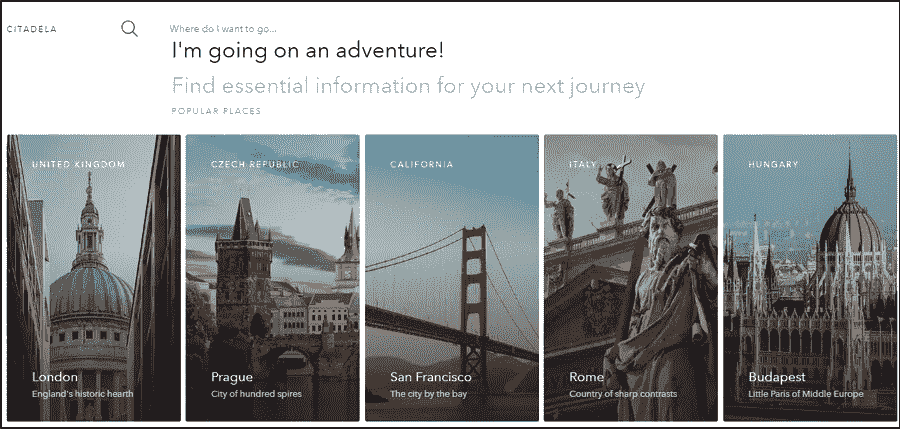 CITADELA
Where do I want to go...
I'm going on an adventure!
Find essential information for your next journey
POPULAR PLACES
UNITED KINGDOM
London
England's historic hearth
CZECH REPUBLIC
Prague
City of hundred spires
CALIFORNIA
San Francisco
The city by the bay
ITALY
Rome
Country of sharp contrasts
HUNGARY
Budapest
Little Paris of Middle Europe